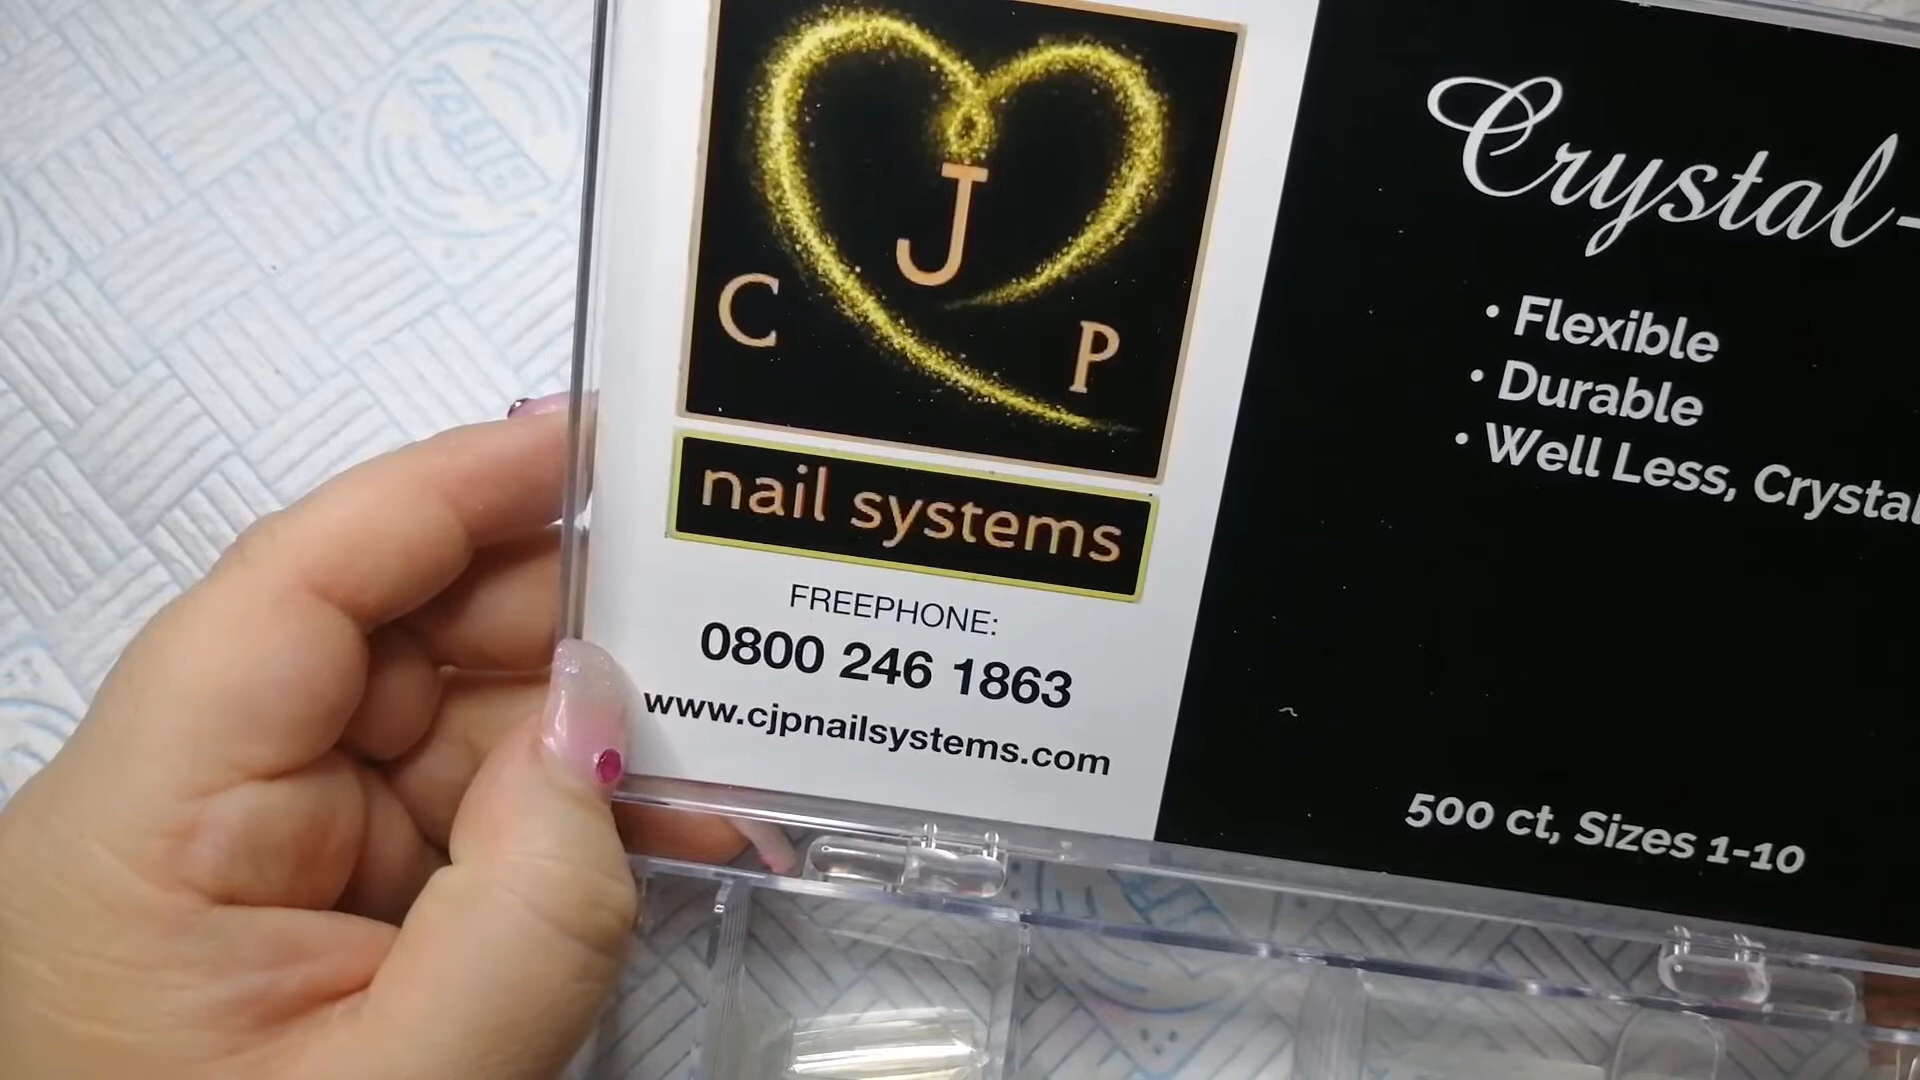 C J P
nail systems
FREEPHONE:
0800 246 1863
www.cjpnailsystems.com
Crystal-
• Flexible
• Durable
• Well Less, Crystal
500 ct, Sizes 1-10
BLITZ